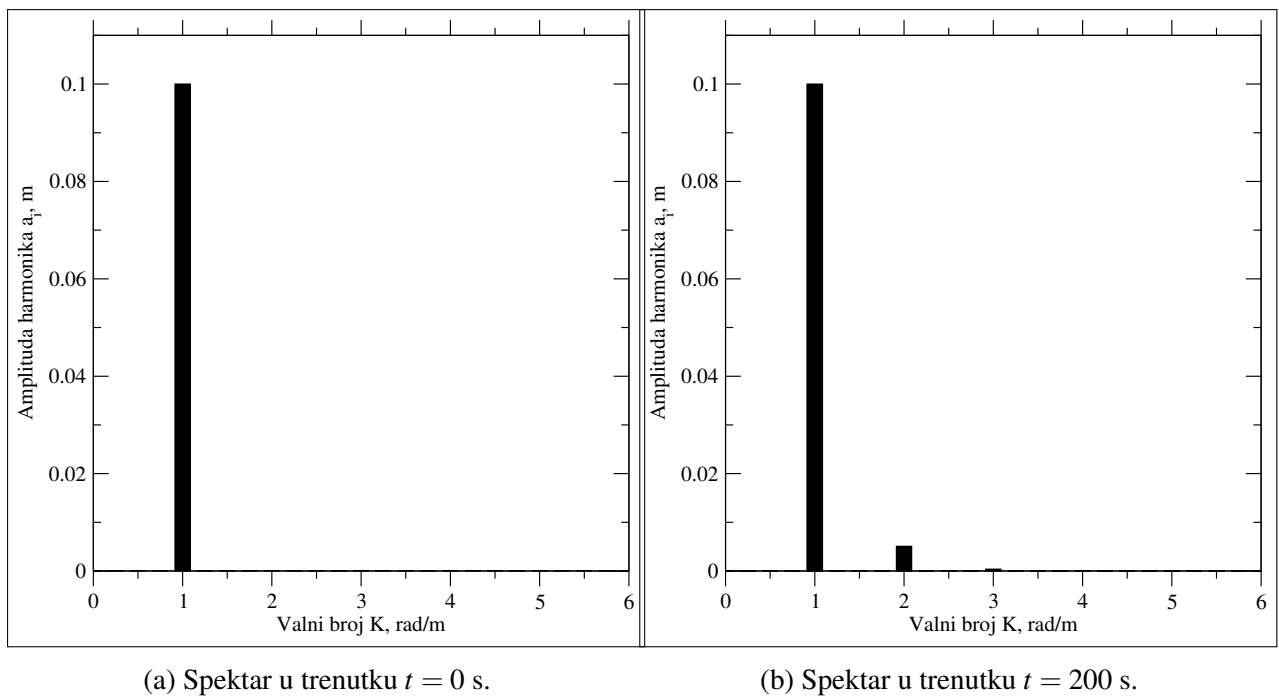 0.1
0.08
0.06
0.04
0.02
0
Amplituda harmonika a_i, m
0 1 2 3 4 5 6
Valni broj K, rad/m
(a) Spektar u trenutku t = 0 s.
0.1
0.08
0.06
0.04
0.02
0
Amplituda harmonika a_i, m
0 1 2 3 4 5 6
Valni broj K, rad/m
(b) Spektar u trenutku t = 200 s.